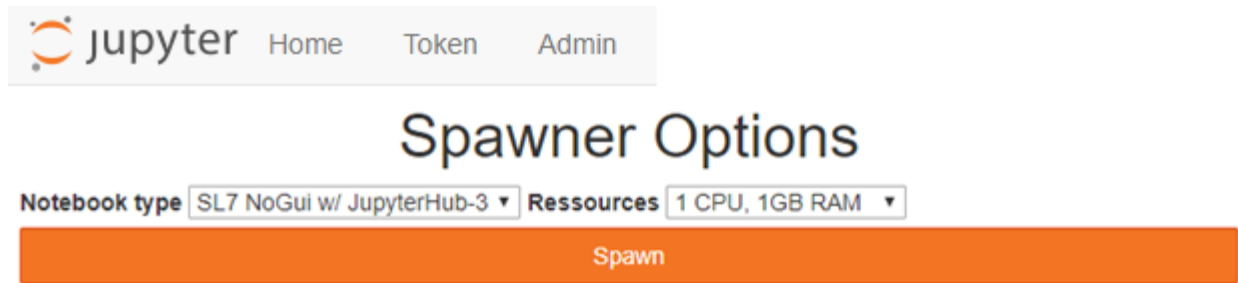 jupyter Home Token Admin
Spawner Options
Notebook type SL7 NoGui w/ JupyterHub-3 Ressources 1 CPU, 1GB RAM
Spawn